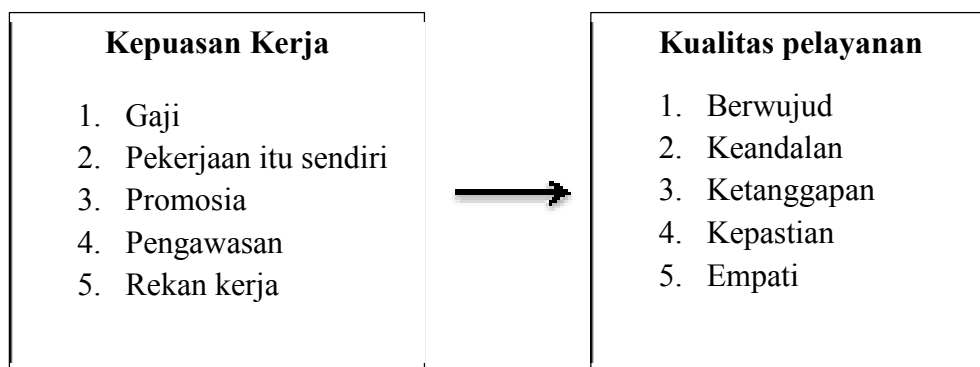 Kepuasan Kerja
1. Gaji
2. Pekerjaan itu sendiri
3. Promosia
4. Pengawasan
5. Rekan kerja
Kualitas pelayanan
1. Berwujud
2. Keandalan
3. Ketanggapan
4. Kepastian
5. Empati